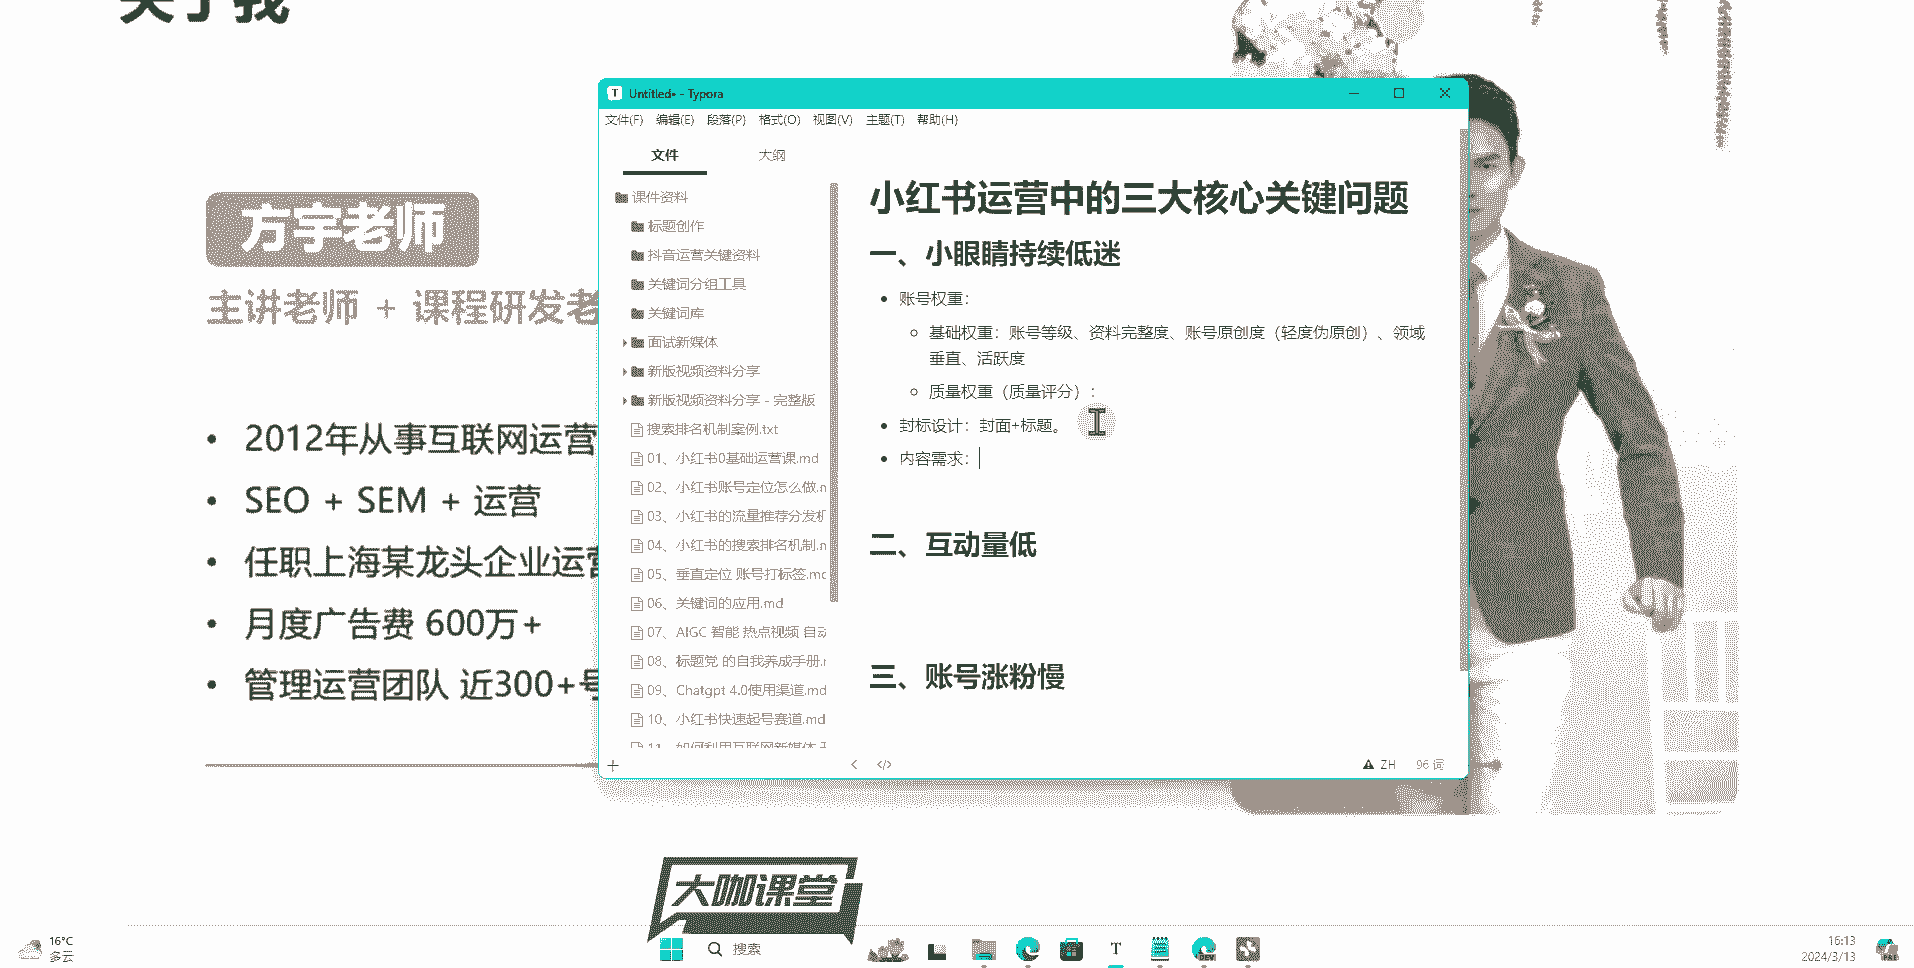 关于我
方宇老师
主讲老师 + 课程研发老
2012年从事互联网运营
SEO + SEM + 运营
任职上海某龙头企业运营
月度广告费 600万+
管理运营团队 近300+号
Untitled• - Typora
文件(F) 编辑(E) 段落(P) 格式(O) 视图(V) 主题(T) 帮助(H)
文件 大纲
课件资料
标题创作
抖音运营关键资料
关键词分组工具
关键词库
面试新媒体
新版视频资料分享
新版视频资料分享 - 完整版
搜索排名机制案例.txt
01、小红书0基础运营课.md
02、小红书账号定位怎么做.m
03、小红书的流量推荐分发机
04、小红书的搜索排名机制.m
05、垂直定位 账号打标签.md
06、关键词的应用.md
07、AIGC 智能 热点视频 自动
08、标题党 的自我养成手册.m
09、Chatgpt 4.0使用渠道.md
10、小红书快速起号赛道.md
11、如何利用互联网新媒体
小红书运营中的三大核心关键问题
一、小眼睛持续低迷
账号权重：
基础权重：账号等级、资料完整度、账号原创度（轻度伪原创）、领域
垂直、活跃度
质量权重（质量评分）：
封标设计：封面+标题。
内容需求：
二、互动量低
三、账号涨粉慢
ZH 96 词
大咖课堂
16°C
多云
搜索
T
DEV
16:13
2024/3/13